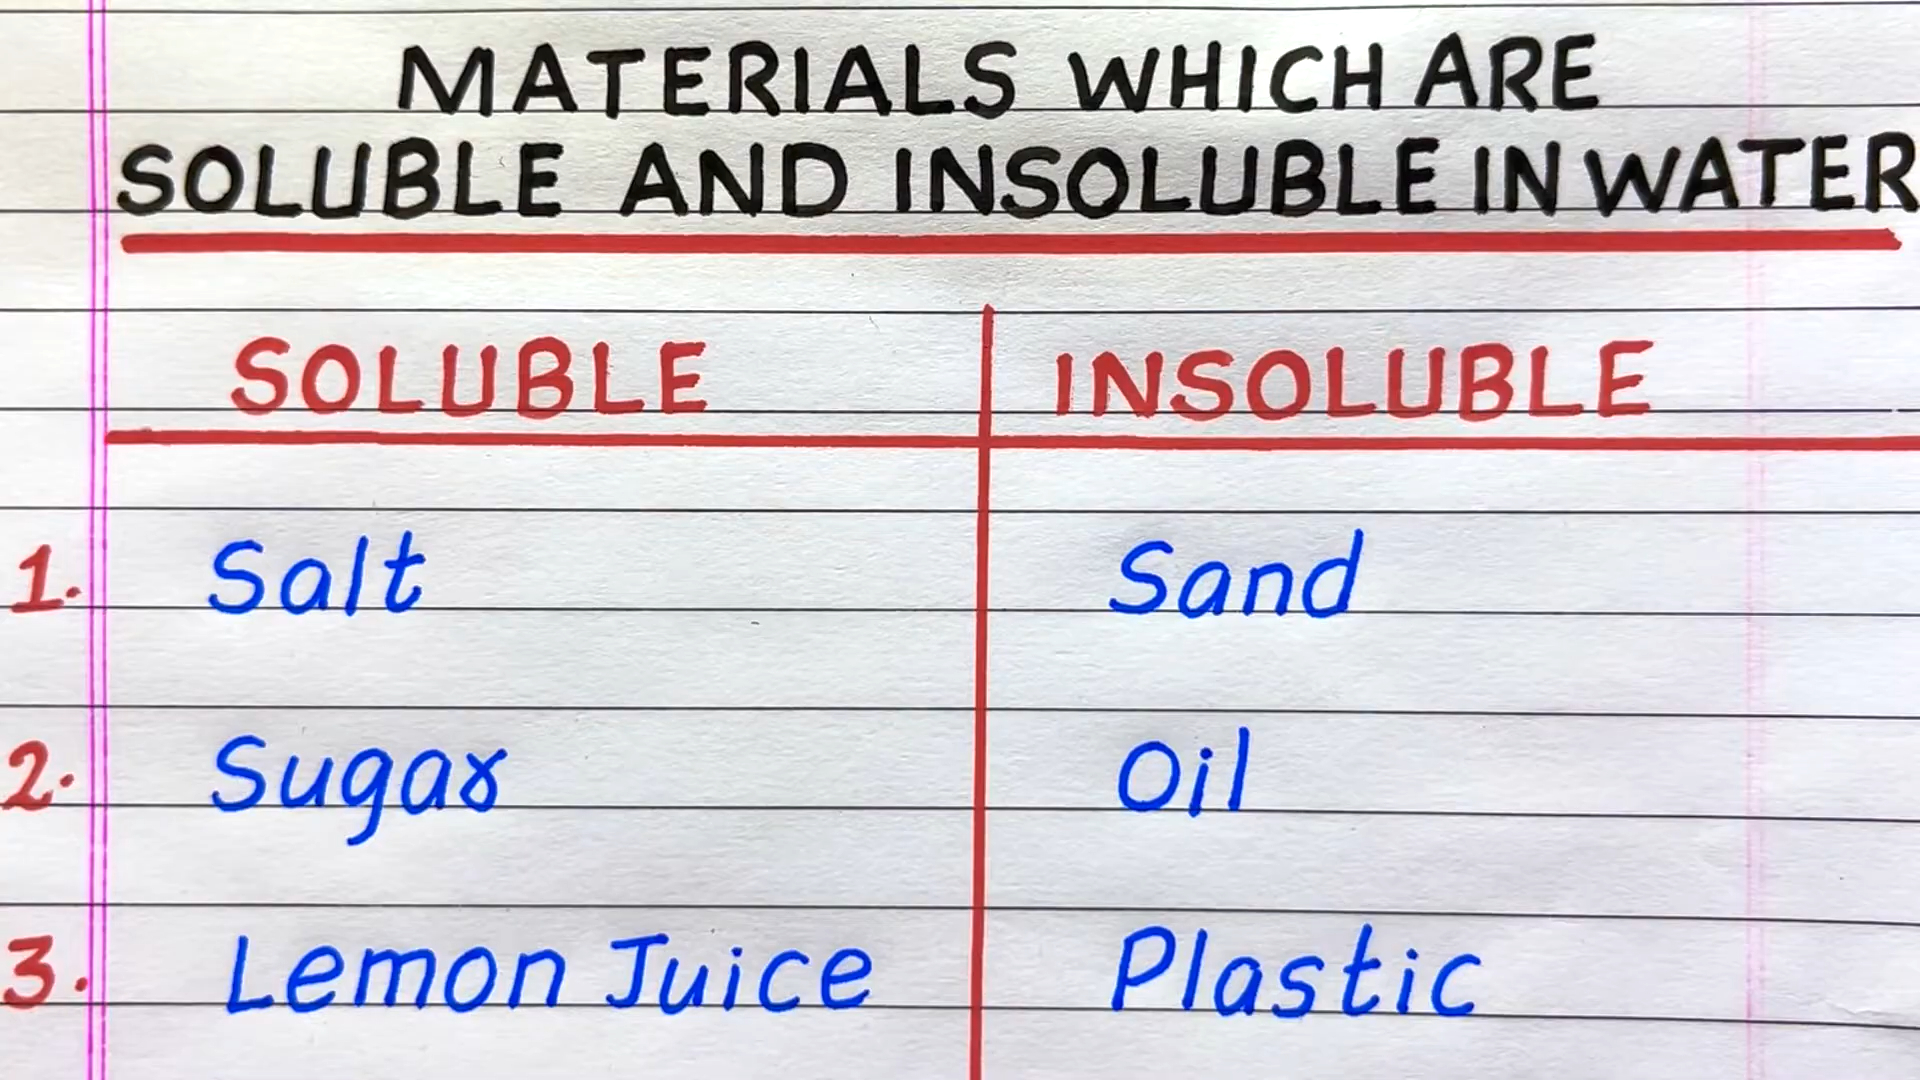 MATERIALS WHICH ARE
SOLUBLE AND INSOLUBLE IN WATER
SOLUBLE INSOLUBLE
1. Salt Sand
2. Sugar Oil
3. Lemon Juice Plastic